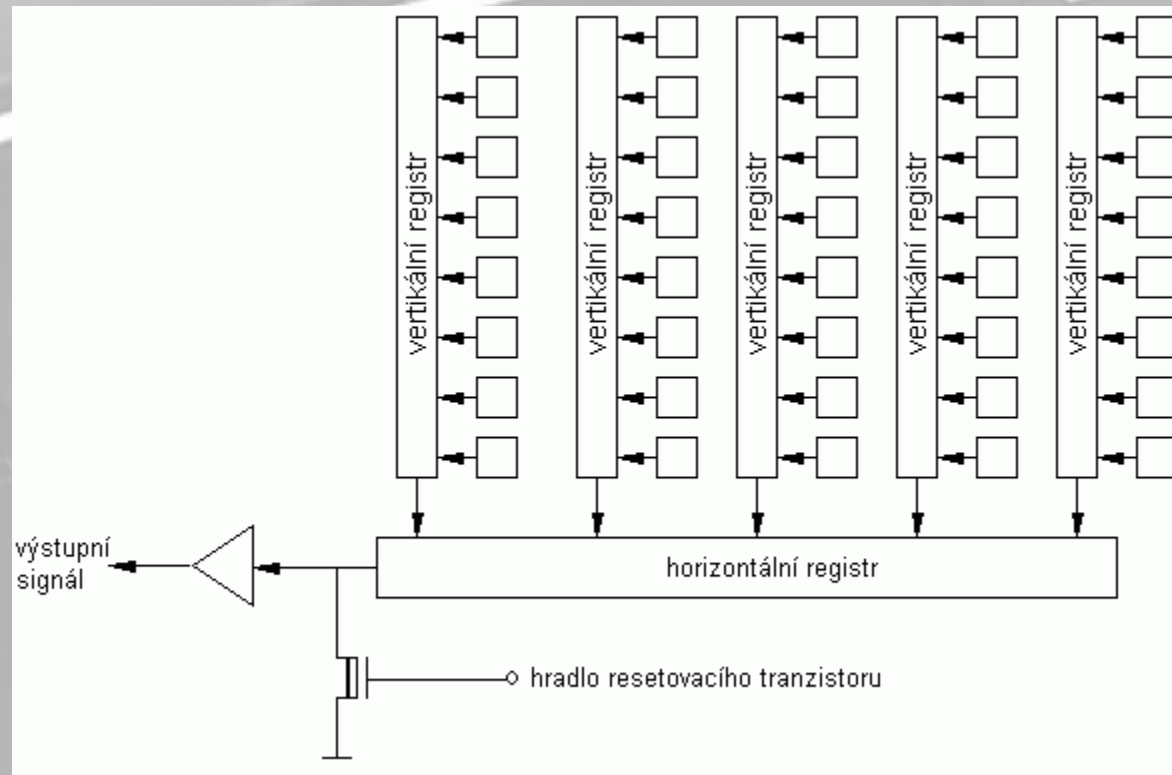 vertikální registr
vertikální registr
vertikální registr
vertikální registr
vertikální registr
výstupní
signál
horizontální registr
hradlo resetovacího tranzistoru